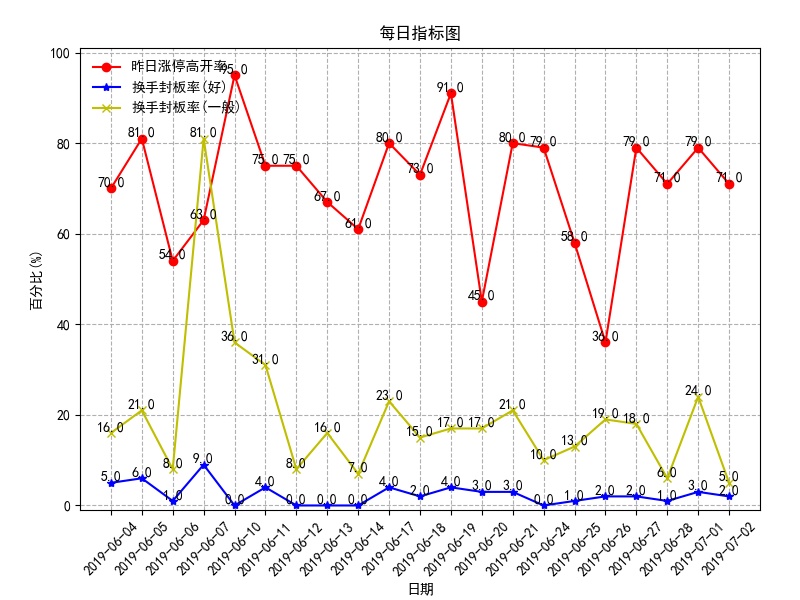 每日指标图
昨日涨停高开率
换手封板率(好)
换手封板率(一般)
百分比(%)
100
80
60
40
20
0
70.0 81.0 54.0 63.0 95.0 75.0 75.0 67.0 61.0 80.0 73.0 91.0 45.0 80.0 79.0 58.0 36.0 79.0 71.0 79.0 71.0
16.0 21.0 8.0 81.0 36.0 31.0 8.0 16.0 7.0 23.0 15.0 17.0 17.0 21.0 10.0 13.0 19.0 18.0 6.0 24.0 5.0
5.0 6.0 1.0 9.0 0.0 4.0 0.0 0.0 0.0 4.0 2.0 4.0 3.0 3.0 0.0 1.0 2.0 2.0 1.0 3.0 2.0
2019-06-04 2019-06-05 2019-06-06 2019-06-07 2019-06-10 2019-06-11 2019-06-12 2019-06-13 2019-06-14 2019-06-17 2019-06-18 2019-06-19 2019-06-20 2019-06-21 2019-06-24 2019-06-25 2019-06-26 2019-06-27 2019-06-28 2019-07-01 2019-07-02
日期